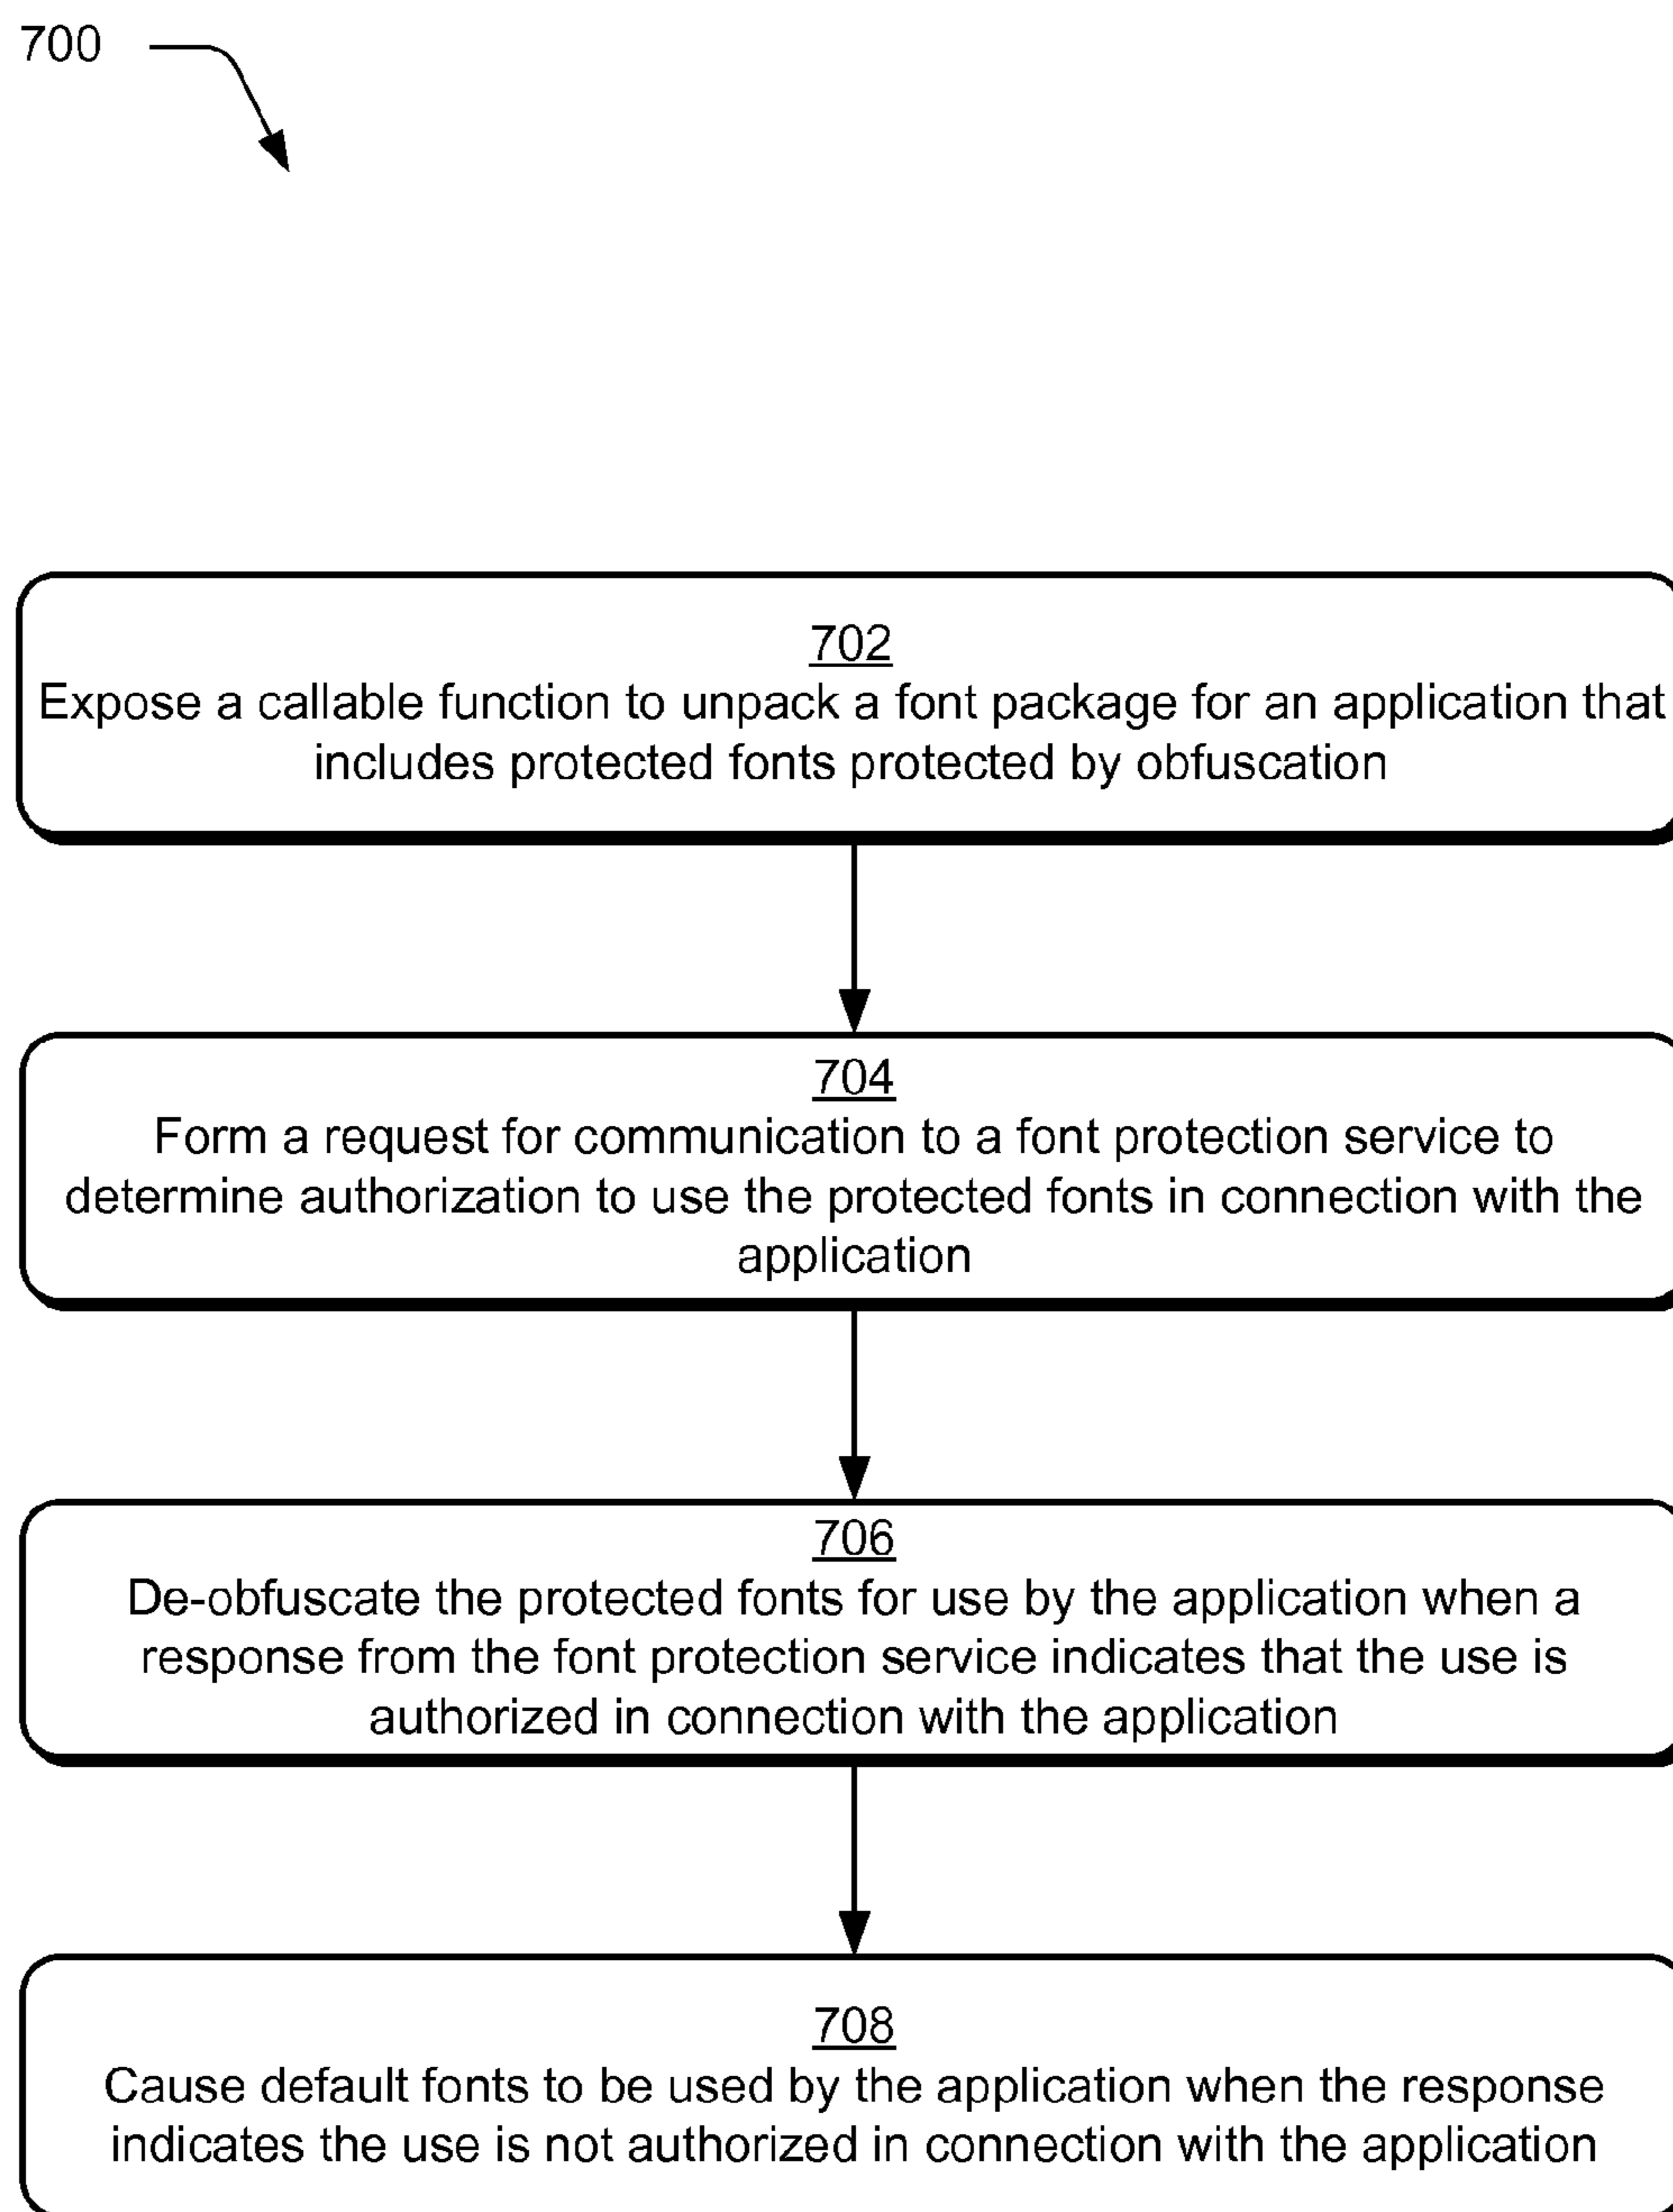 700
702
Expose a callable function to unpack a font package for an application that
includes protected fonts protected by obfuscation
704
Form a request for communication to a font protection service to
determine authorization to use the protected fonts in connection with the
application
706
De-obfuscate the protected fonts for use by the application when a
response from the font protection service indicates that the use is
authorized in connection with the application
708
Cause default fonts to be used by the application when the response
indicates the use is not authorized in connection with the application